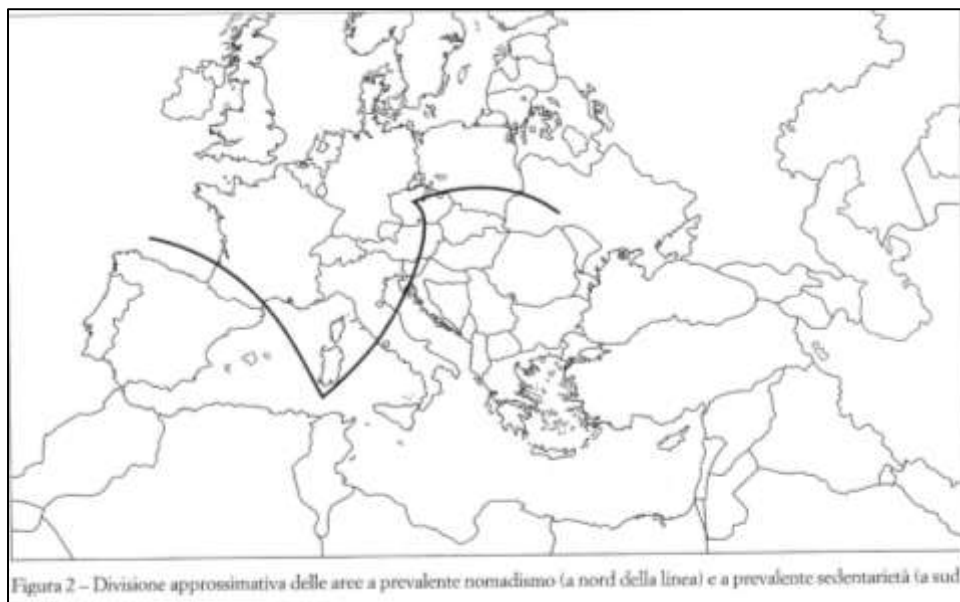 Figura 2 – Divisione approssimativa delle aree a prevalente nomadismo (a nord della linea) e a prevalente sedentarietà (a sud